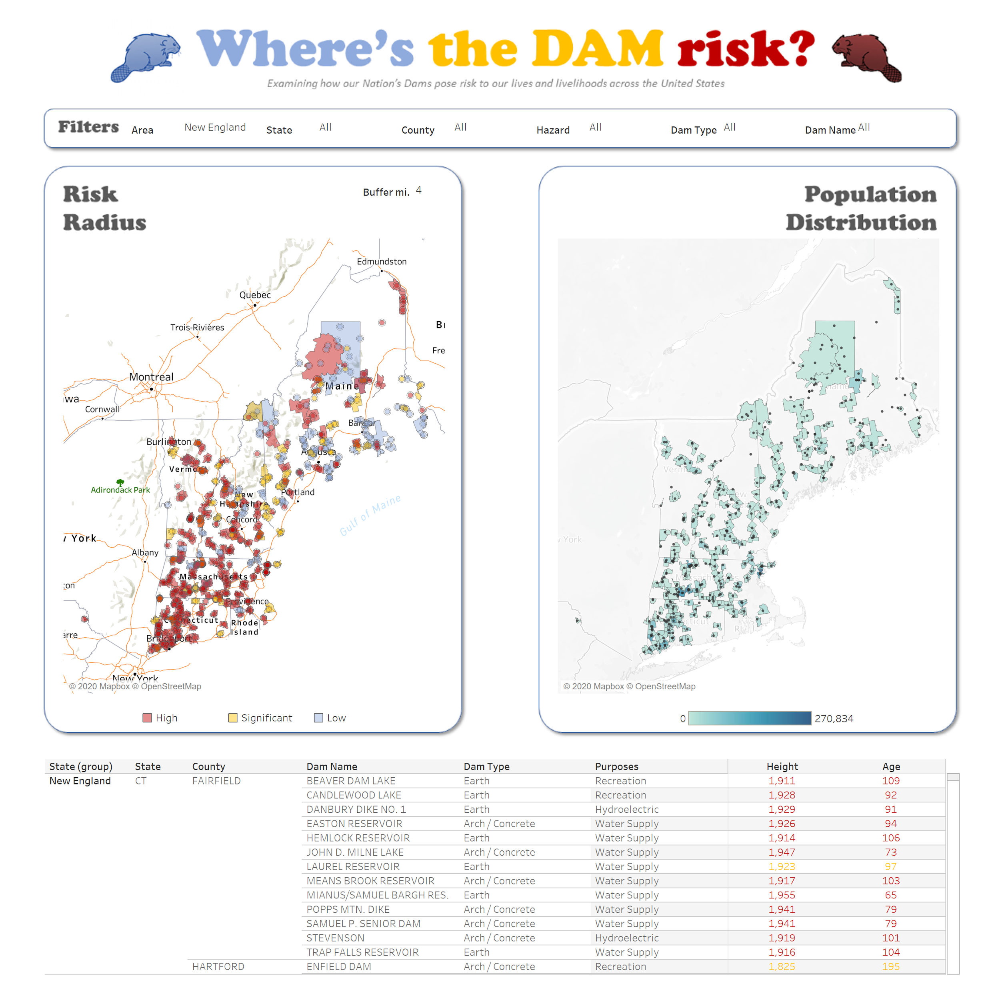 Where's the DAM risk?
Examining how our Nation's Dams pose risk to our lives and livelihoods across the United States
Filters Area New England State All County All Hazard All Dam Type All Dam Name All
Risk
Radius
Buffer mi. 4
Edmundston
Quebec
Trois-Rivières
Fre
Montreal
Maine
wa
Cornwall
Bangor
Burlington
Augusta
Vermont
Adirondack Park
Portland
New
Hampshire
Gulf of Maine
Concord
York
Albany
Massachusetts
ton
Providence
Connecticut
Rhode
Island
arre
Bridgeport
New York
© 2020 Mapbox © OpenStreetMap
High Significant Low
Population
Distribution
Maine
Verm
New
York
Massach
cticut
RI
© 2020 Mapbox © OpenStreetMap
0 270,834
State (group) State County Dam Name Dam Type Purposes Height Age
New England CT FAIRFIELD BEAVER DAM LAKE Earth Recreation 1,911 109
CANDLEWOOD LAKE Earth Recreation 1,928 92
DANBURY DIKE NO. 1 Earth Hydroelectric 1,929 91
EASTON RESERVOIR Arch / Concrete Water Supply 1,926 94
HEMLOCK RESERVOIR Earth Water Supply 1,914 106
JOHN D. MILNE LAKE Arch / Concrete Water Supply 1,947 73
LAUREL RESERVOIR Earth Water Supply 1,923 97
MEANS BROOK RESERVOIR Arch / Concrete Water Supply 1,917 103
MIANUS/SAMUEL BARGH RES. Earth Water Supply 1,955 65
POPPS MTN. DIKE Arch / Concrete Water Supply 1,941 79
SAMUEL P. SENIOR DAM Arch / Concrete Water Supply 1,941 79
STEVENSON Arch / Concrete Hydroelectric 1,919 101
TRAP FALLS RESERVOIR Earth Water Supply 1,916 104
HARTFORD ENFIELD DAM Arch / Concrete Recreation 1,825 195